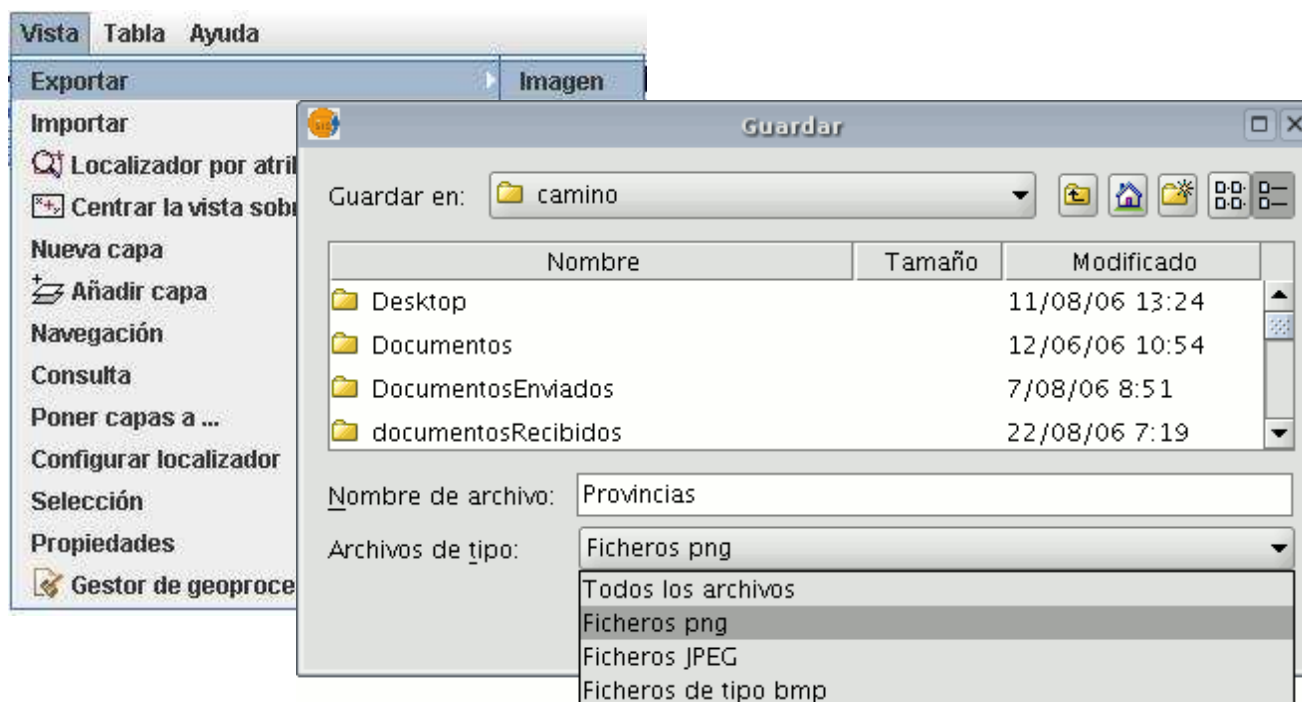 Vista Tabla Ayuda
Exportar Imagen
Importar
Localizador por atri
Centrar la vista sob
Nueva capa
Añadir capa
Navegación
Consulta
Poner capas a ...
Configurar localizador
Selección
Propiedades
Gestor de geoproce
Guardar
Guardar en: camino
Nombre Tamaño Modificado
Desktop 11/08/06 13:24
Documentos 12/06/06 10:54
DocumentosEnviados 7/08/06 8:51
documentosRecibidos 22/08/06 7:19
Nombre de archivo: Provincias
Archivos de tipo: Ficheros png
Todos los archivos
Ficheros png
Ficheros JPEG
Ficheros de tipo bmp